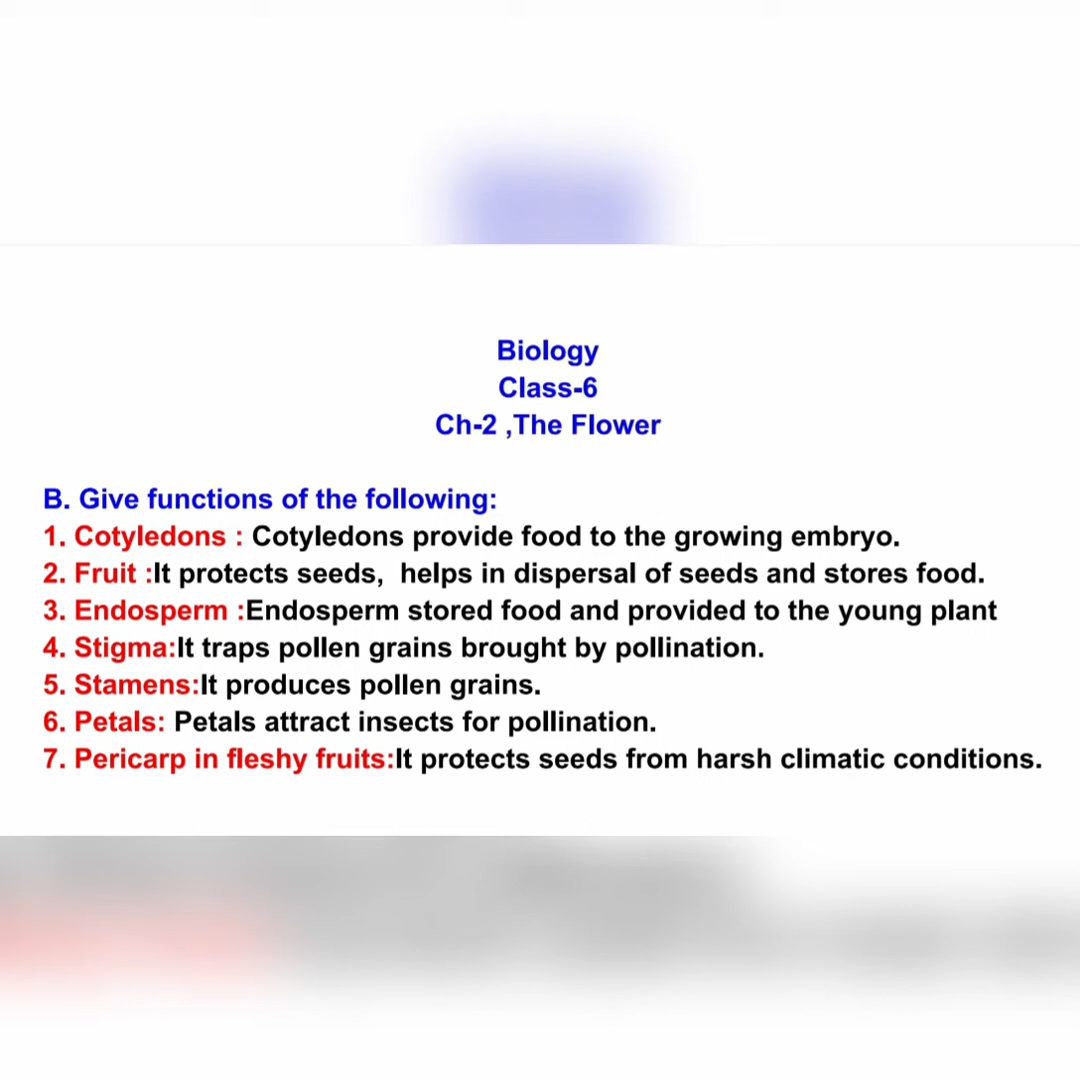 Biology
Class-6
Ch-2 ,The Flower
B. Give functions of the following:
1. Cotyledons : Cotyledons provide food to the growing embryo.
2. Fruit :It protects seeds,  helps in dispersal of seeds and stores food.
3. Endosperm :Endosperm stored food and provided to the young plant
4. Stigma:It traps pollen grains brought by pollination.
5. Stamens:It produces pollen grains.
6. Petals: Petals attract insects for pollination.
7. Pericarp in fleshy fruits:It protects seeds from harsh climatic conditions.